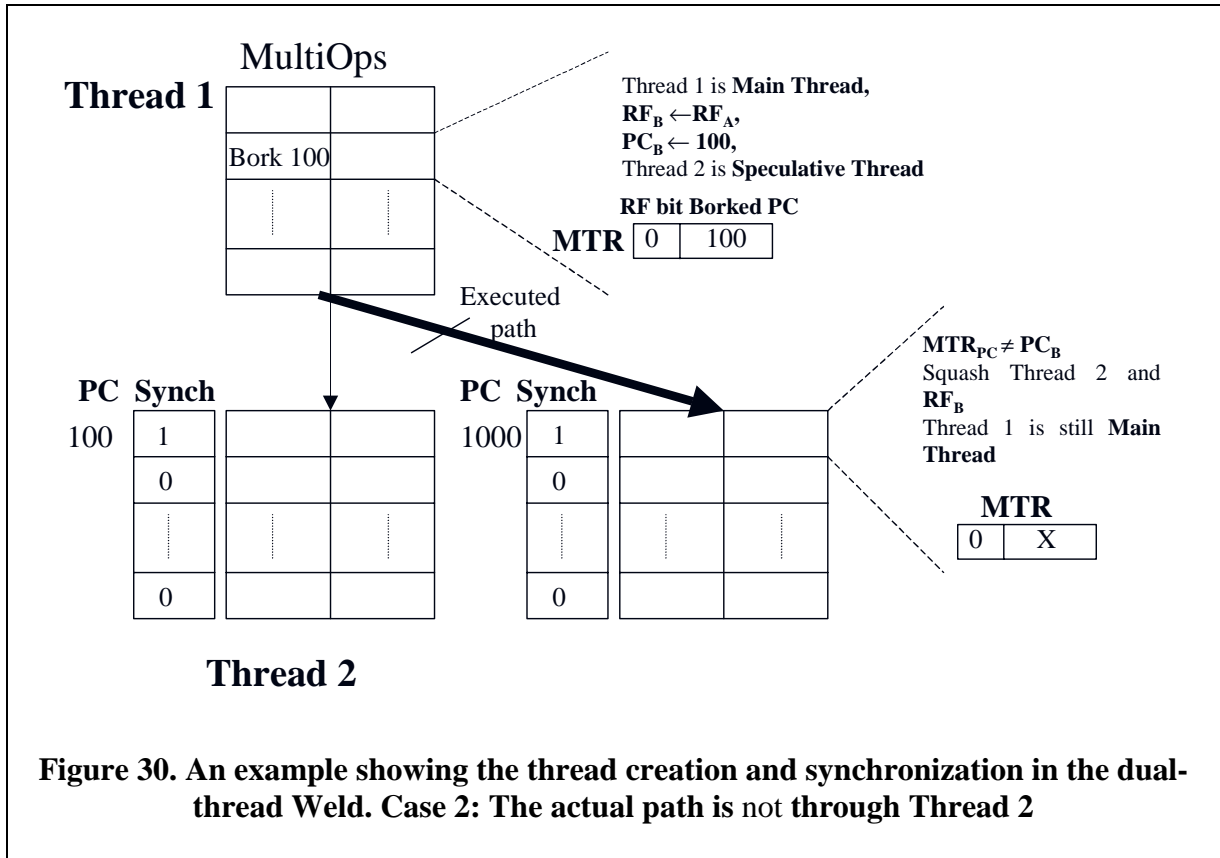 MultiOps
Thread 1
Bork 100
Thread 1 is Main Thread,
RF_B ←RF_A,
PC_B ← 100,
Thread 2 is Speculative Thread
RF bit Borked PC
MTR 0 100
Executed
path
MTR_PC ≠ PC_B
Squash Thread 2 and
RF_B
Thread 1 is still Main
Thread
MTR
0 X
PC Synch
100 1
0
0
Thread 2
PC Synch
1000 1
0
0
Figure 30. An example showing the thread creation and synchronization in the dual-
thread Weld. Case 2: The actual path is not through Thread 2